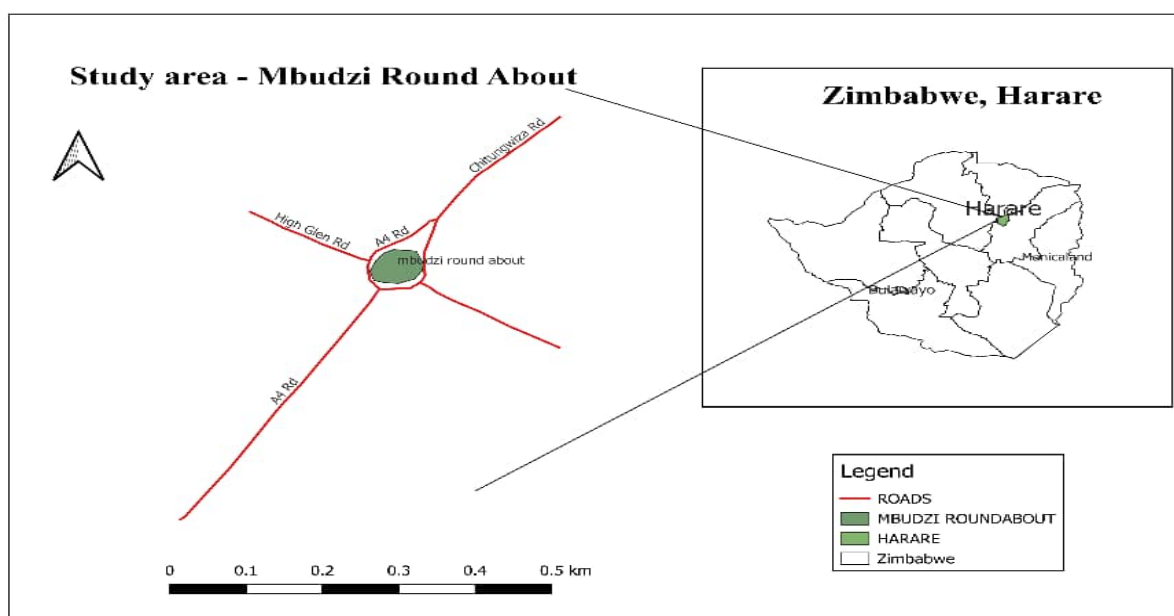 Study area - Mbudzi Round About
Zimbabwe, Harare
Chitungwiza Rd
High Glen Rd
A4 Rd
mbudzi round about
A4 Rd
Harare
Manicaland
Bulawayo
Legend
ROADS
MBUDZI ROUNDABOUT
HARARE
Zimbabwe
0 0.1 0.2 0.3 0.4 0.5 km